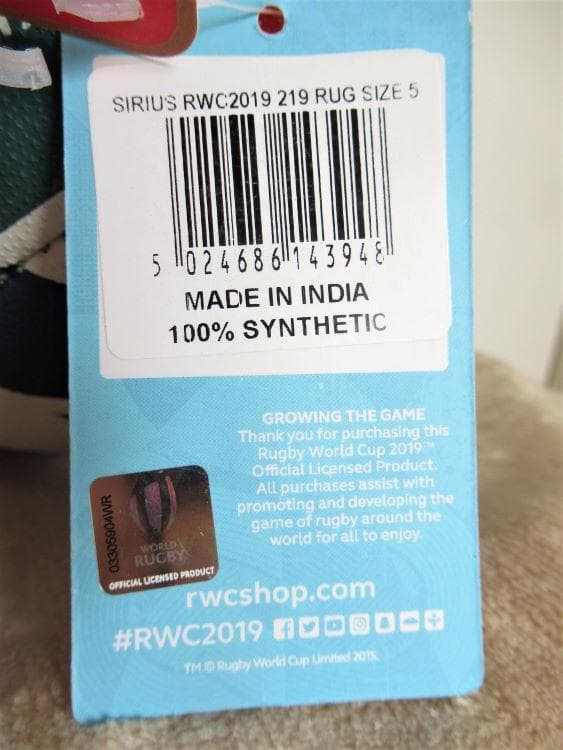 SIRIUS RWC2019 219 RUG SIZE 5
5 024686 143948
MADE IN INDIA
100% SYNTHETIC
GROWING THE GAME
Thank you for purchasing this
Rugby World Cup 2019™
Official Licensed Product.
All purchases assist with
promoting and developing the
game of rugby around the
world for all to enjoy.
03305904WR
WORLD
RUGBY
OFFICIAL LICENSED PRODUCT
rwcshop.com
#RWC2019
TM © Rugby World Cup Limited 2015.